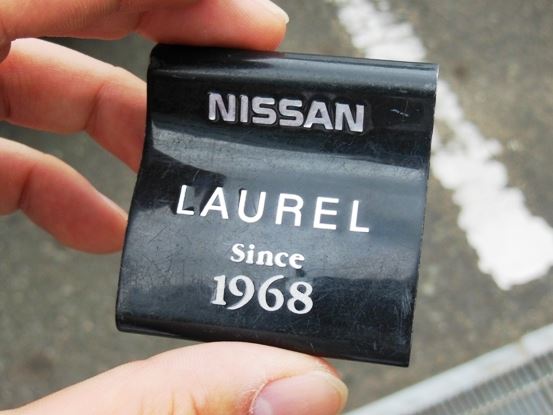 NISSAN
LAUREL
Since
1968